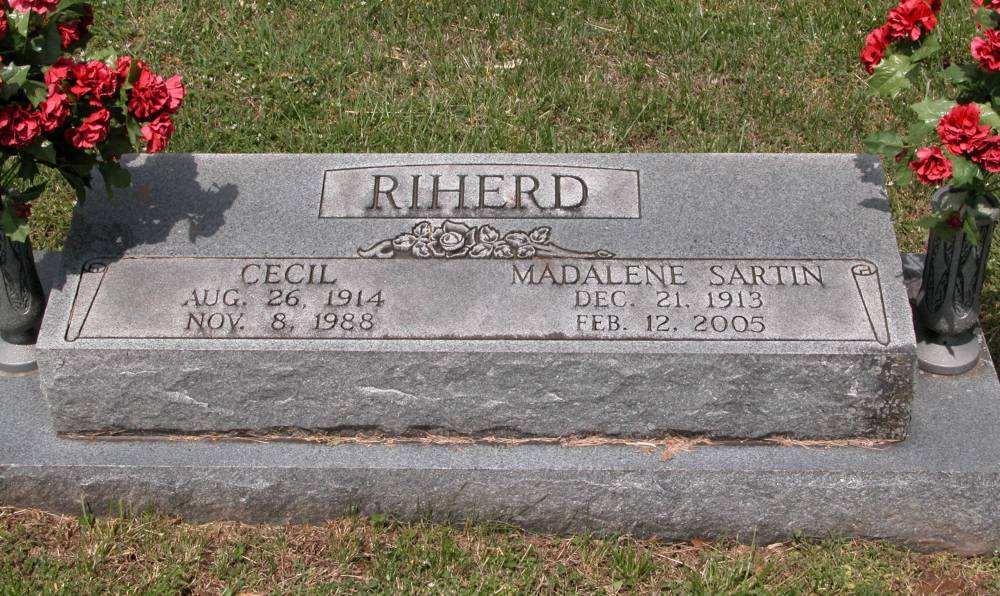 RIHERD
CECIL
AUG. 26, 1914
NOV. 8, 1988
MADALENE SARTIN
DEC. 21, 1913
FEB. 12, 2005